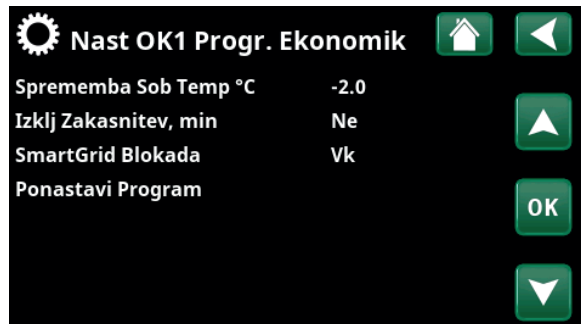 Nast OK1 Progr. Ekonomik
Sprememba Sob Temp °C -2.0
Izklj Zakasnitev, min Ne
SmartGrid Blokada Vk
Ponastavi Program
OK